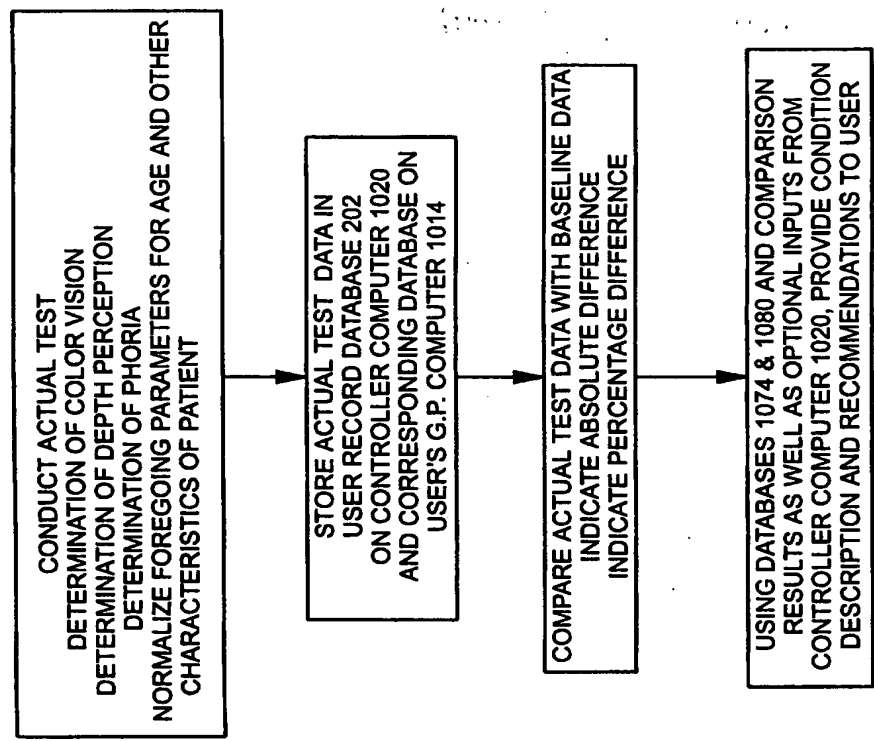 CONDUCT ACTUAL TEST
DETERMINATION OF COLOR VISION
DETERMINATION OF DEPTH PERCEPTION
DETERMINATION OF PHORIA
NORMALIZE FOREGOING PARAMETERS FOR AGE AND OTHER
CHARACTERISTICS OF PATIENT
STORE ACTUAL TEST DATA IN
USER RECORD DATABASE 202
ON CONTROLLER COMPUTER 1020
AND CORRESPONDING DATABASE ON
USER'S G.P. COMPUTER 1014
COMPARE ACTUAL TEST DATA WITH BASELINE DATA
INDICATE ABSOLUTE DIFFERENCE
INDICATE PERCENTAGE DIFFERENCE
USING DATABASES 1074 & 1080 AND COMPARISON
RESULTS AS WELL AS OPTIONAL INPUTS FROM
CONTROLLER COMPUTER 1020, PROVIDE CONDITION
DESCRIPTION AND RECOMMENDATIONS TO USER